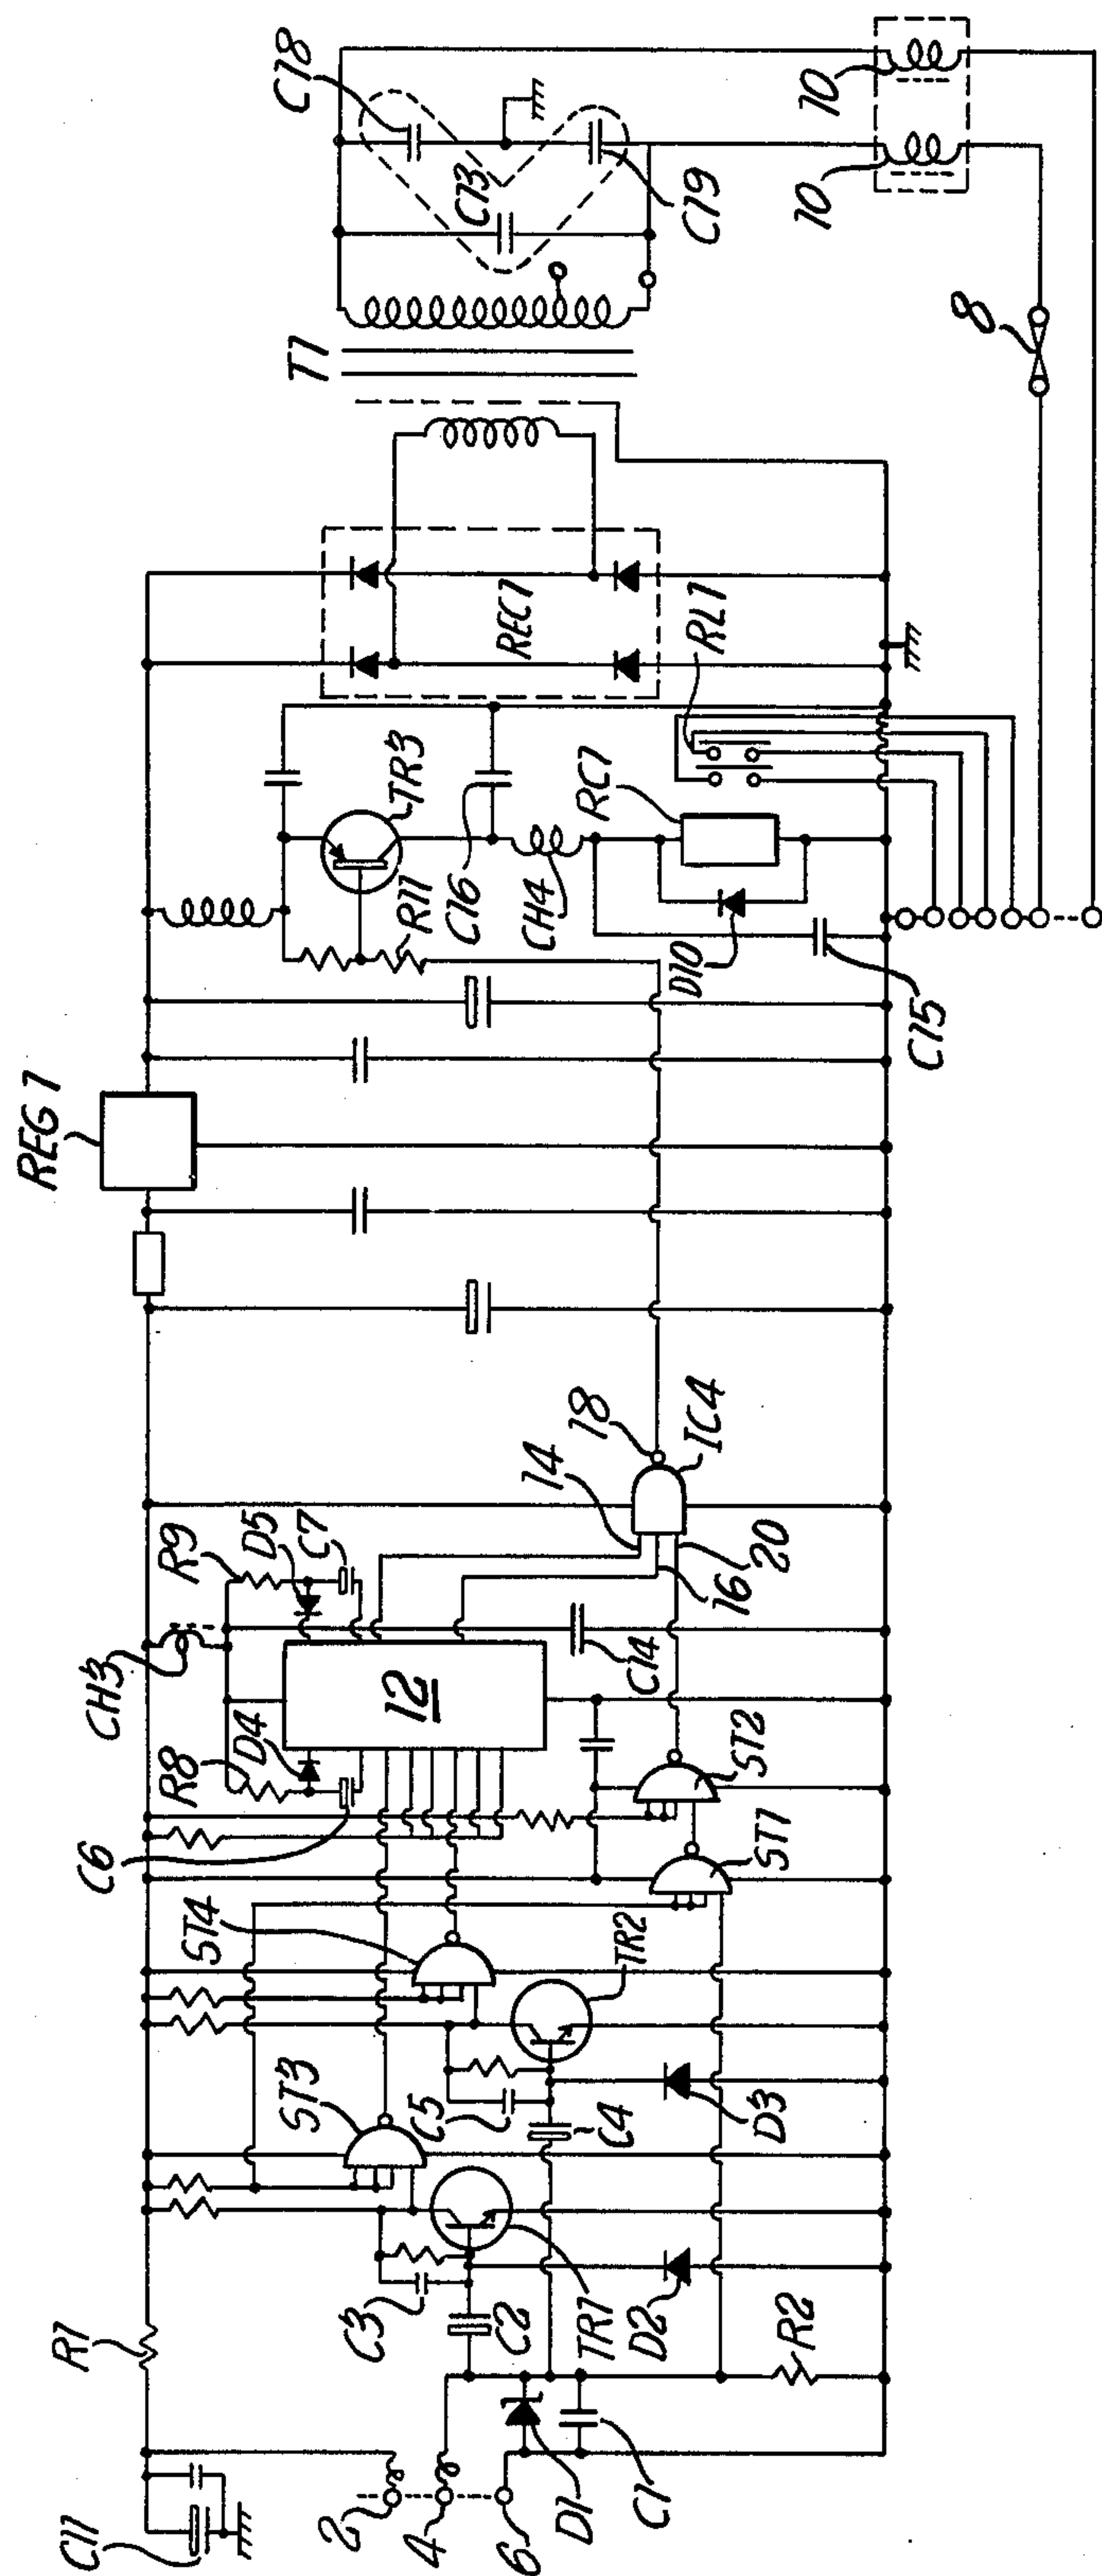 C11
R1
2
4
6
D1
C1
R2
C3
C2
TR1
D2
ST3
C5
C4
D3
TR2
ST4
C6
R8
D4
CH3
R9
D5
C7
12
C14
ST1
ST2
14
16
20
18
IC4
REG1
R11
TR3
C16
CH4
D10
RC1
C15
RL1
REC1
T1
C18
C13
C19
10
10
8